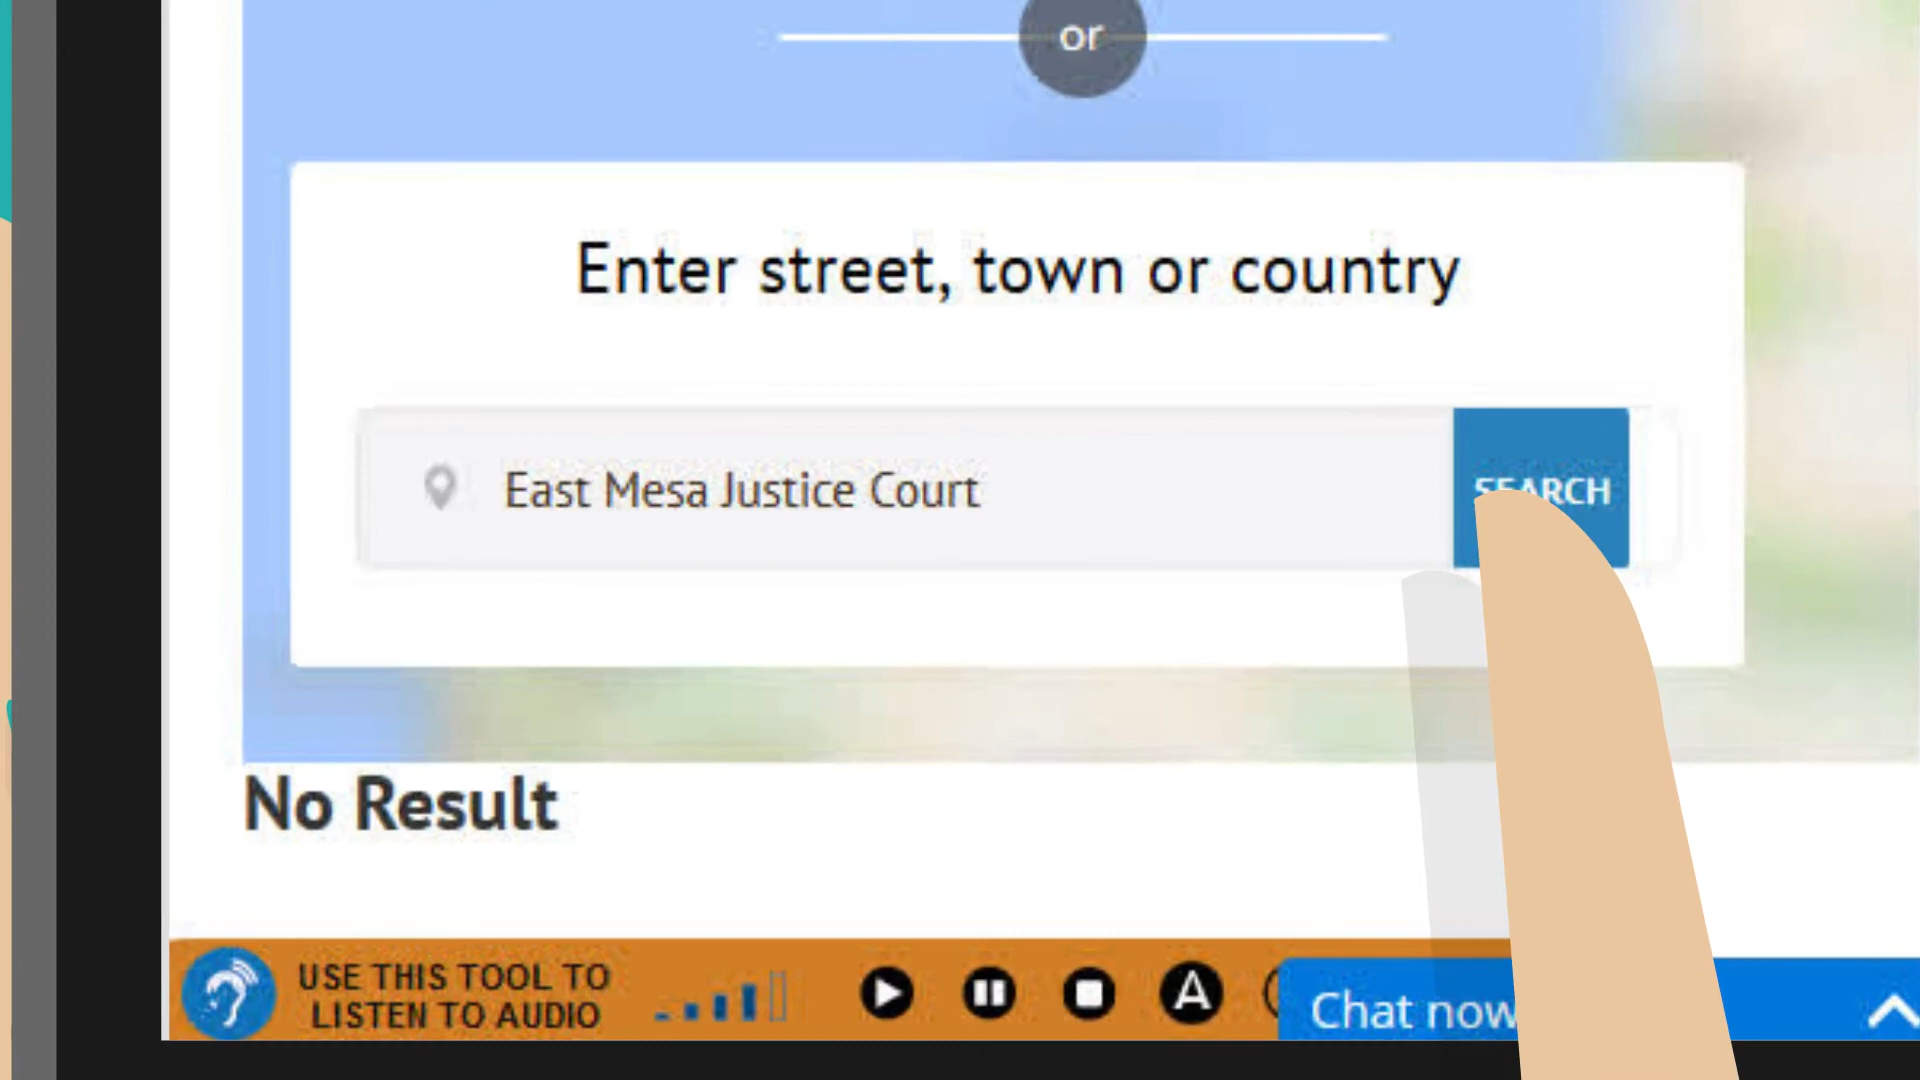 or
Enter street, town or country
East Mesa Justice Court
SEARCH
No Result
USE THIS TOOL TO
LISTEN TO AUDIO
A
Chat now